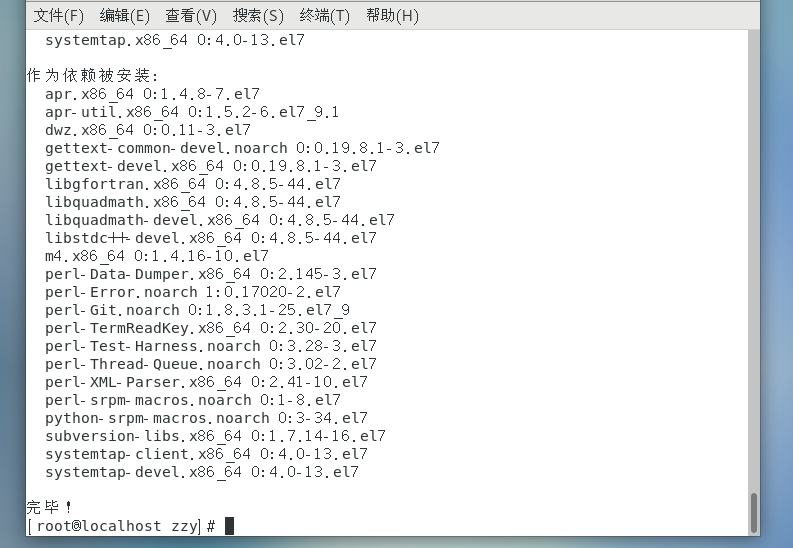 文件(F) 编辑(E) 查看(V) 搜索(S) 终端(T) 帮助(H)
systemtap.x86_64 0:4.0-13.el7
作为依赖被安装:
apr.x86_64 0:1.4.8-7.el7
apr-util.x86_64 0:1.5.2-6.el7_9.1
dwz.x86_64 0:0.11-3.el7
gettext-common-devel.noarch 0:0.19.8.1-3.el7
gettext-devel.x86_64 0:0.19.8.1-3.el7
libgfortran.x86_64 0:4.8.5-44.el7
libquadmath.x86_64 0:4.8.5-44.el7
libquadmath-devel.x86_64 0:4.8.5-44.el7
libstdc++-devel.x86_64 0:4.8.5-44.el7
m4.x86_64 0:1.4.16-10.el7
perl-Data-Dumper.x86_64 0:2.145-3.el7
perl-Error.noarch 1:0.17020-2.el7
perl-Git.noarch 0:1.8.3.1-25.el7_9
perl-TermReadKey.x86_64 0:2.30-20.el7
perl-Test-Harness.noarch 0:3.28-3.el7
perl-Thread-Queue.noarch 0:3.02-2.el7
perl-XML-Parser.x86_64 0:2.41-10.el7
perl-srpm-macros.noarch 0:1-8.el7
python-srpm-macros.noarch 0:3-34.el7
subversion-libs.x86_64 0:1.7.14-16.el7
systemtap-client.x86_64 0:4.0-13.el7
systemtap-devel.x86_64 0:4.0-13.el7
完毕！
[root@localhost zzy]#